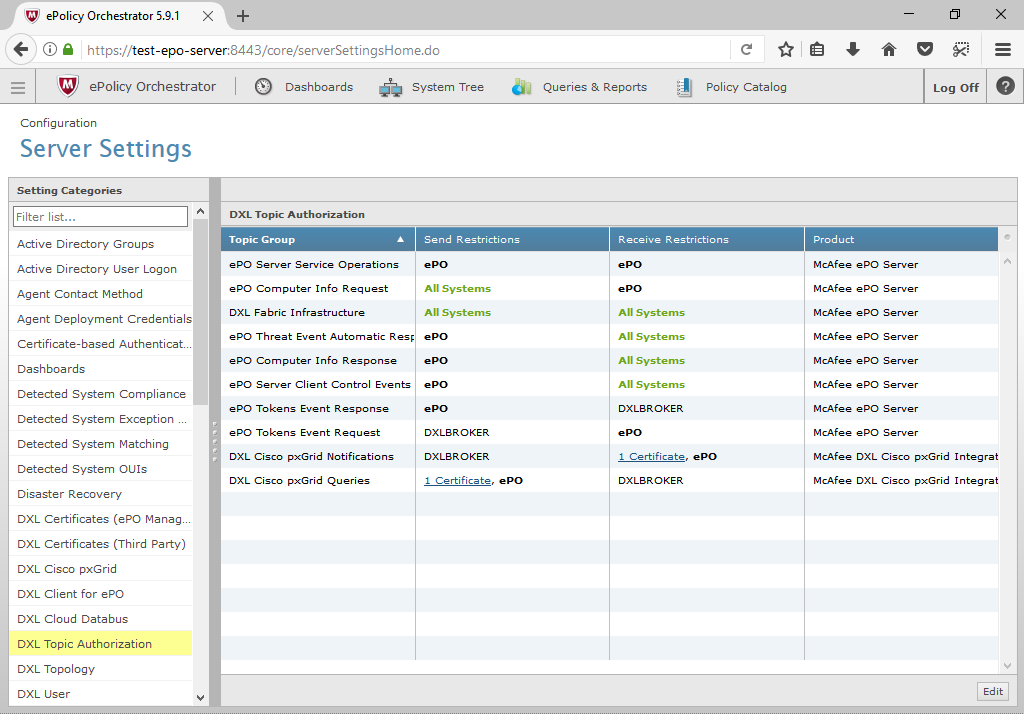 ePolicy Orchestrator 5.9.1
https://test-epo-server:8443/core/serverSettingsHome.do
ePolicy Orchestrator Dashboards System Tree Queries & Reports Policy Catalog Log Off ?
Configuration
Server Settings
Setting Categories
Filter list...
Active Directory Groups
Active Directory User Logon
Agent Contact Method
Agent Deployment Credentials
Certificate-based Authenticat...
Dashboards
Detected System Compliance
Detected System Exception ...
Detected System Matching
Detected System OUIs
Disaster Recovery
DXL Certificates (ePO Manag...
DXL Certificates (Third Party)
DXL Cisco pxGrid
DXL Client for ePO
DXL Cloud Databus
DXL Topic Authorization
DXL Topology
DXL User
DXL Topic Authorization
Topic Group Send Restrictions Receive Restrictions Product
ePO Server Service Operations ePO ePO McAfee ePO Server
ePO Computer Info Request All Systems ePO McAfee ePO Server
DXL Fabric Infrastructure All Systems All Systems McAfee ePO Server
ePO Threat Event Automatic Resp ePO All Systems McAfee ePO Server
ePO Computer Info Response ePO All Systems McAfee ePO Server
ePO Server Client Control Events ePO All Systems McAfee ePO Server
ePO Tokens Event Response ePO DXLBROKER McAfee ePO Server
ePO Tokens Event Request DXLBROKER ePO McAfee ePO Server
DXL Cisco pxGrid Notifications DXLBROKER 1 Certificate, ePO McAfee DXL Cisco pxGrid Integrat
DXL Cisco pxGrid Queries 1 Certificate, ePO DXLBROKER McAfee DXL Cisco pxGrid Integrat
Edit